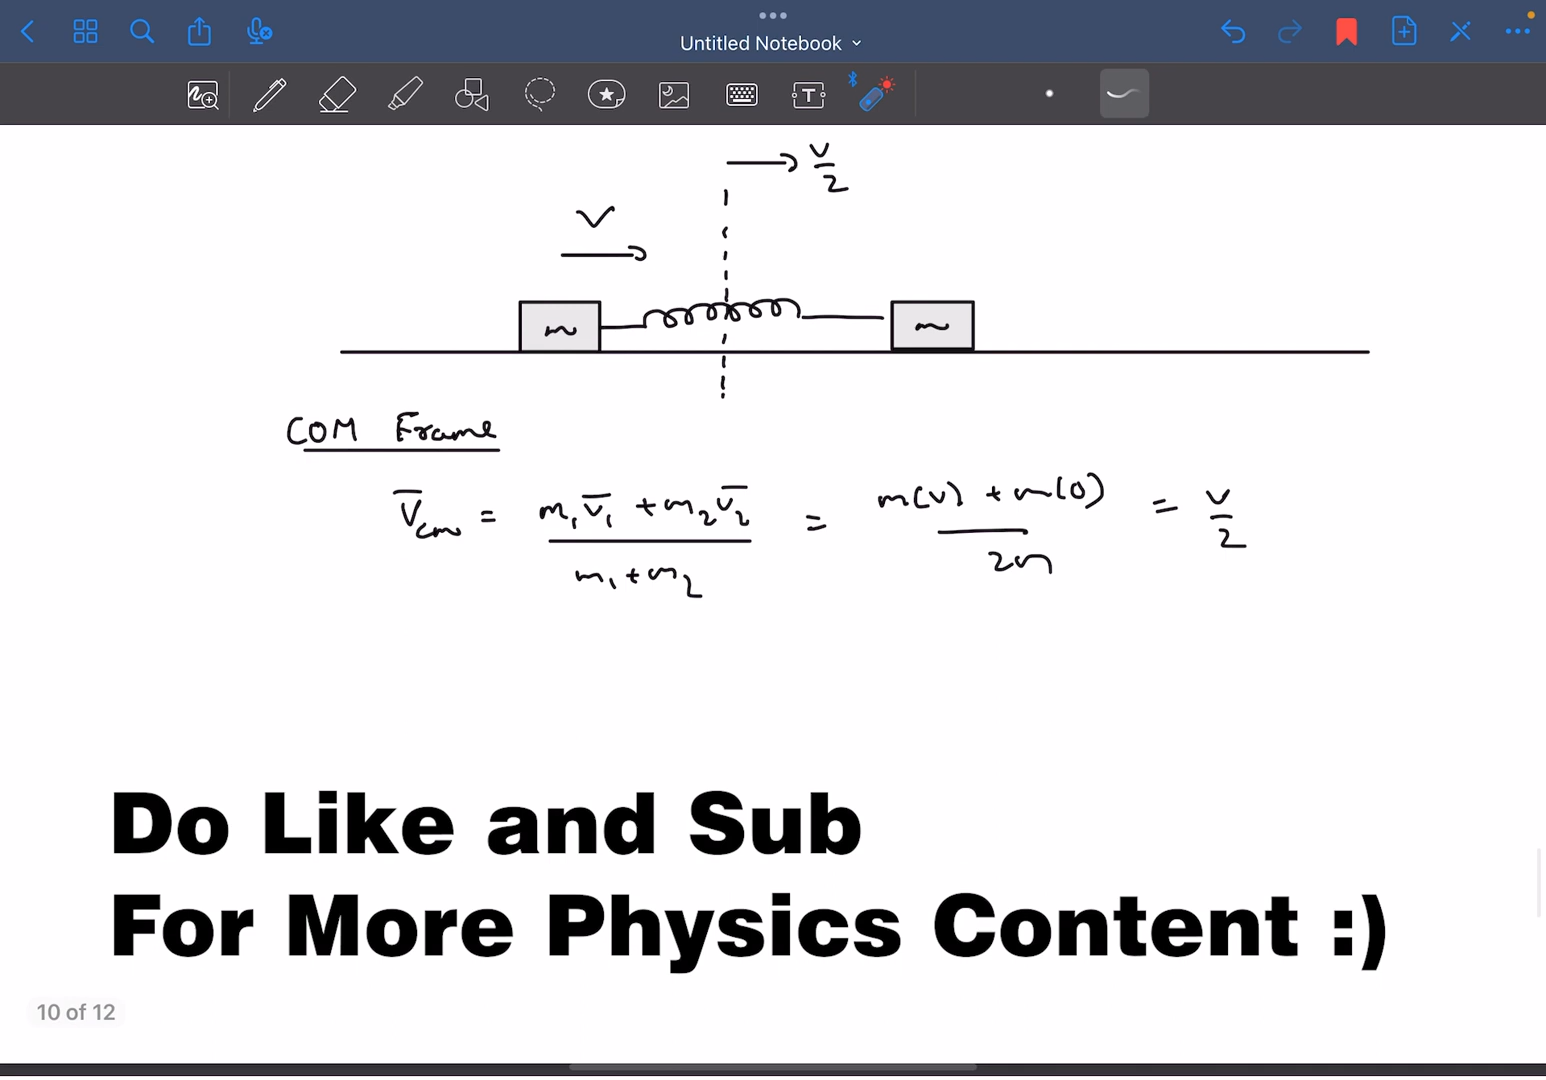 Untitled Notebook
T
V/2
V
m
m
COM Frame
V̅cm = (m₁v̅₁ + m₂v̅₂)/(m₁ + m₂) = (m(v) + m(0))/2m = v/2
Do Like and Sub
For More Physics Content :)
10 of 12